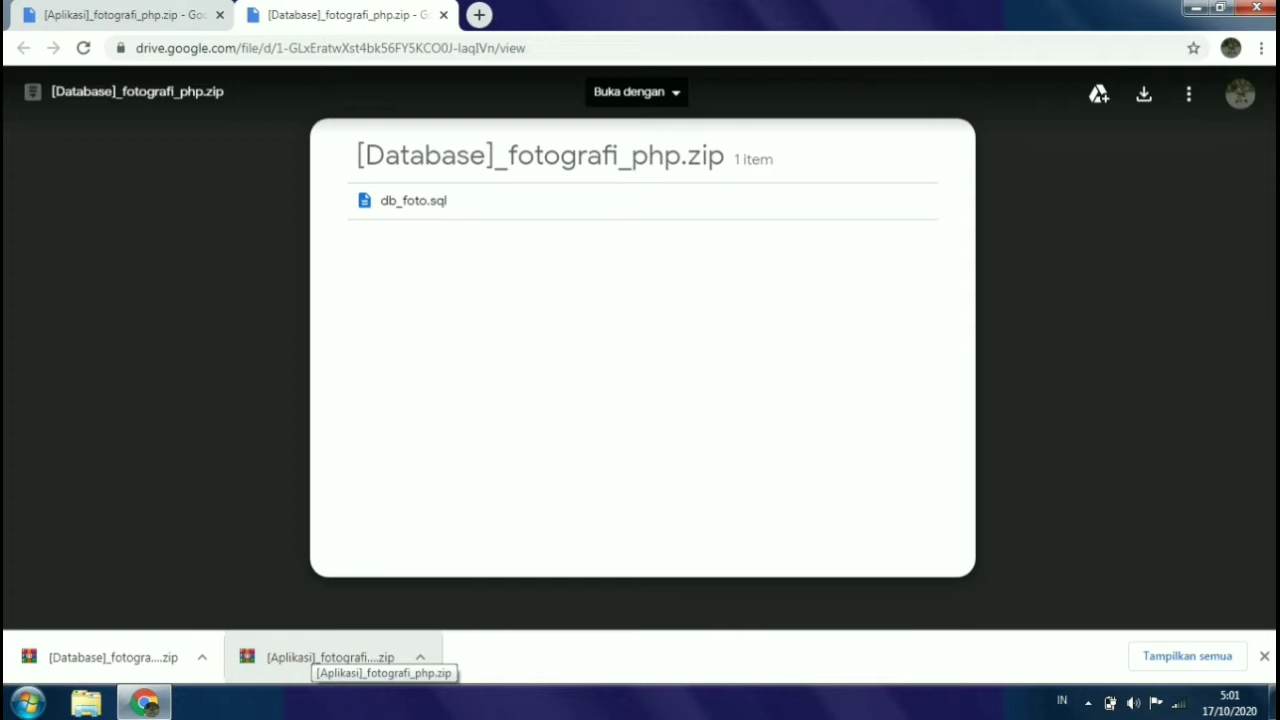 [Aplikasi]_fotografi_php.zip - Goo
[Database]_fotografi_php.zip - G
drive.google.com/file/d/1-GLxEratwXst4bk56FY5KCO0J-IaqIVn/view
[Database]_fotografi_php.zip
Buka dengan
[Database]_fotografi_php.zip 1 item
db_foto.sql
[Database]_fotogra....zip
[Aplikasi]_fotografi,...zip
Tampilkan semua
[Aplikasi]_fotografi_php.zip
IN
5:01
17/10/2020